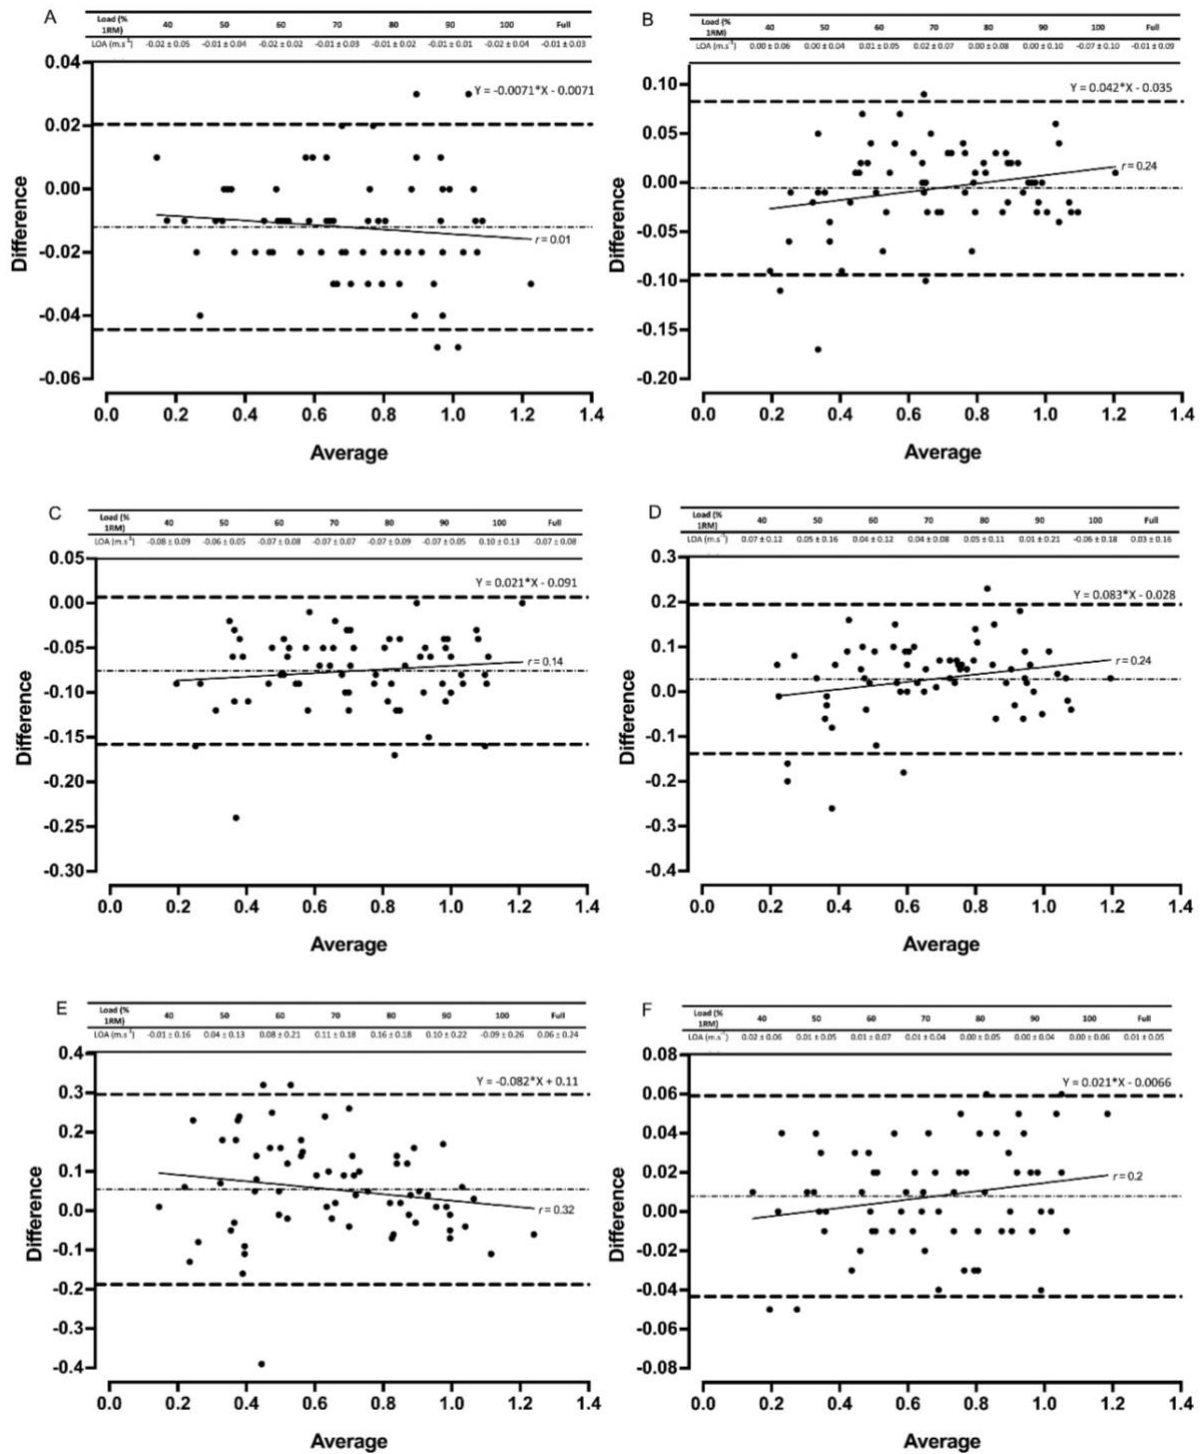 A
Load (% 1RM) 40 50 60 70 80 90 100 Full
LOA (m.s-1) -0.02 ± 0.05 -0.01 ± 0.04 -0.02 ± 0.02 -0.01 ± 0.03 -0.01 ± 0.02 -0.01 ± 0.01 -0.02 ± 0.04 -0.01 ± 0.03
0.04
Y = -0.0071*X - 0.0071
0.02
0.00
-0.02
r = 0.01
-0.04
-0.06
Difference
0.0 0.2 0.4 0.6 0.8 1.0 1.2 1.4
Average
B
Load (% 1RM) 40 50 60 70 80 90 100 Full
LOA (m.s-1) 0.00 ± 0.06 0.00 ± 0.04 0.01 ± 0.05 0.02 ± 0.07 0.00 ± 0.08 0.00 ± 0.10 -0.07 ± 0.10 -0.01 ± 0.09
0.10
Y = 0.042*X - 0.035
0.05
r = 0.24
0.00
-0.05
-0.10
-0.15
-0.20
Difference
0.0 0.2 0.4 0.6 0.8 1.0 1.2 1.4
Average
C
Load (% 1RM) 40 50 60 70 80 90 100 Full
LOA (m.s-1) -0.08 ± 0.09 -0.06 ± 0.05 -0.07 ± 0.08 -0.07 ± 0.07 -0.07 ± 0.09 -0.07 ± 0.05 0.10 ± 0.13 -0.07 ± 0.08
0.05
Y = 0.021*X - 0.091
0.00
-0.05
r = 0.14
-0.10
-0.15
-0.20
-0.25
-0.30
Difference
0.0 0.2 0.4 0.6 0.8 1.0 1.2 1.4
Average
D
Load (% 1RM) 40 50 60 70 80 90 100 Full
LOA (m.s-1) 0.07 ± 0.12 0.05 ± 0.16 0.04 ± 0.12 0.04 ± 0.08 0.05 ± 0.11 0.01 ± 0.21 -0.06 ± 0.18 0.03 ± 0.16
0.3
0.2
Y = 0.083*X - 0.028
0.1
r = 0.24
0.0
-0.1
-0.2
-0.3
-0.4
Difference
0.0 0.2 0.4 0.6 0.8 1.0 1.2 1.4
Average
E
Load (% 1RM) 40 50 60 70 80 90 100 Full
LOA (m.s-1) -0.01 ± 0.16 0.04 ± 0.13 0.08 ± 0.21 0.11 ± 0.18 0.16 ± 0.18 0.10 ± 0.22 -0.09 ± 0.26 0.06 ± 0.24
0.4
Y = -0.082*X + 0.11
0.3
0.2
0.1
0.0
r = 0.32
-0.1
-0.2
-0.3
-0.4
Difference
0.0 0.2 0.4 0.6 0.8 1.0 1.2 1.4
Average
F
Load (% 1RM) 40 50 60 70 80 90 100 Full
LOA (m.s-1) 0.02 ± 0.06 0.01 ± 0.05 0.01 ± 0.07 0.01 ± 0.04 0.00 ± 0.05 0.00 ± 0.04 0.00 ± 0.06 0.01 ± 0.05
0.08
Y = 0.021*X - 0.0066
0.06
0.04
0.02
r = 0.2
0.00
-0.02
-0.04
-0.06
-0.08
Difference
0.0 0.2 0.4 0.6 0.8 1.0 1.2 1.4
Average